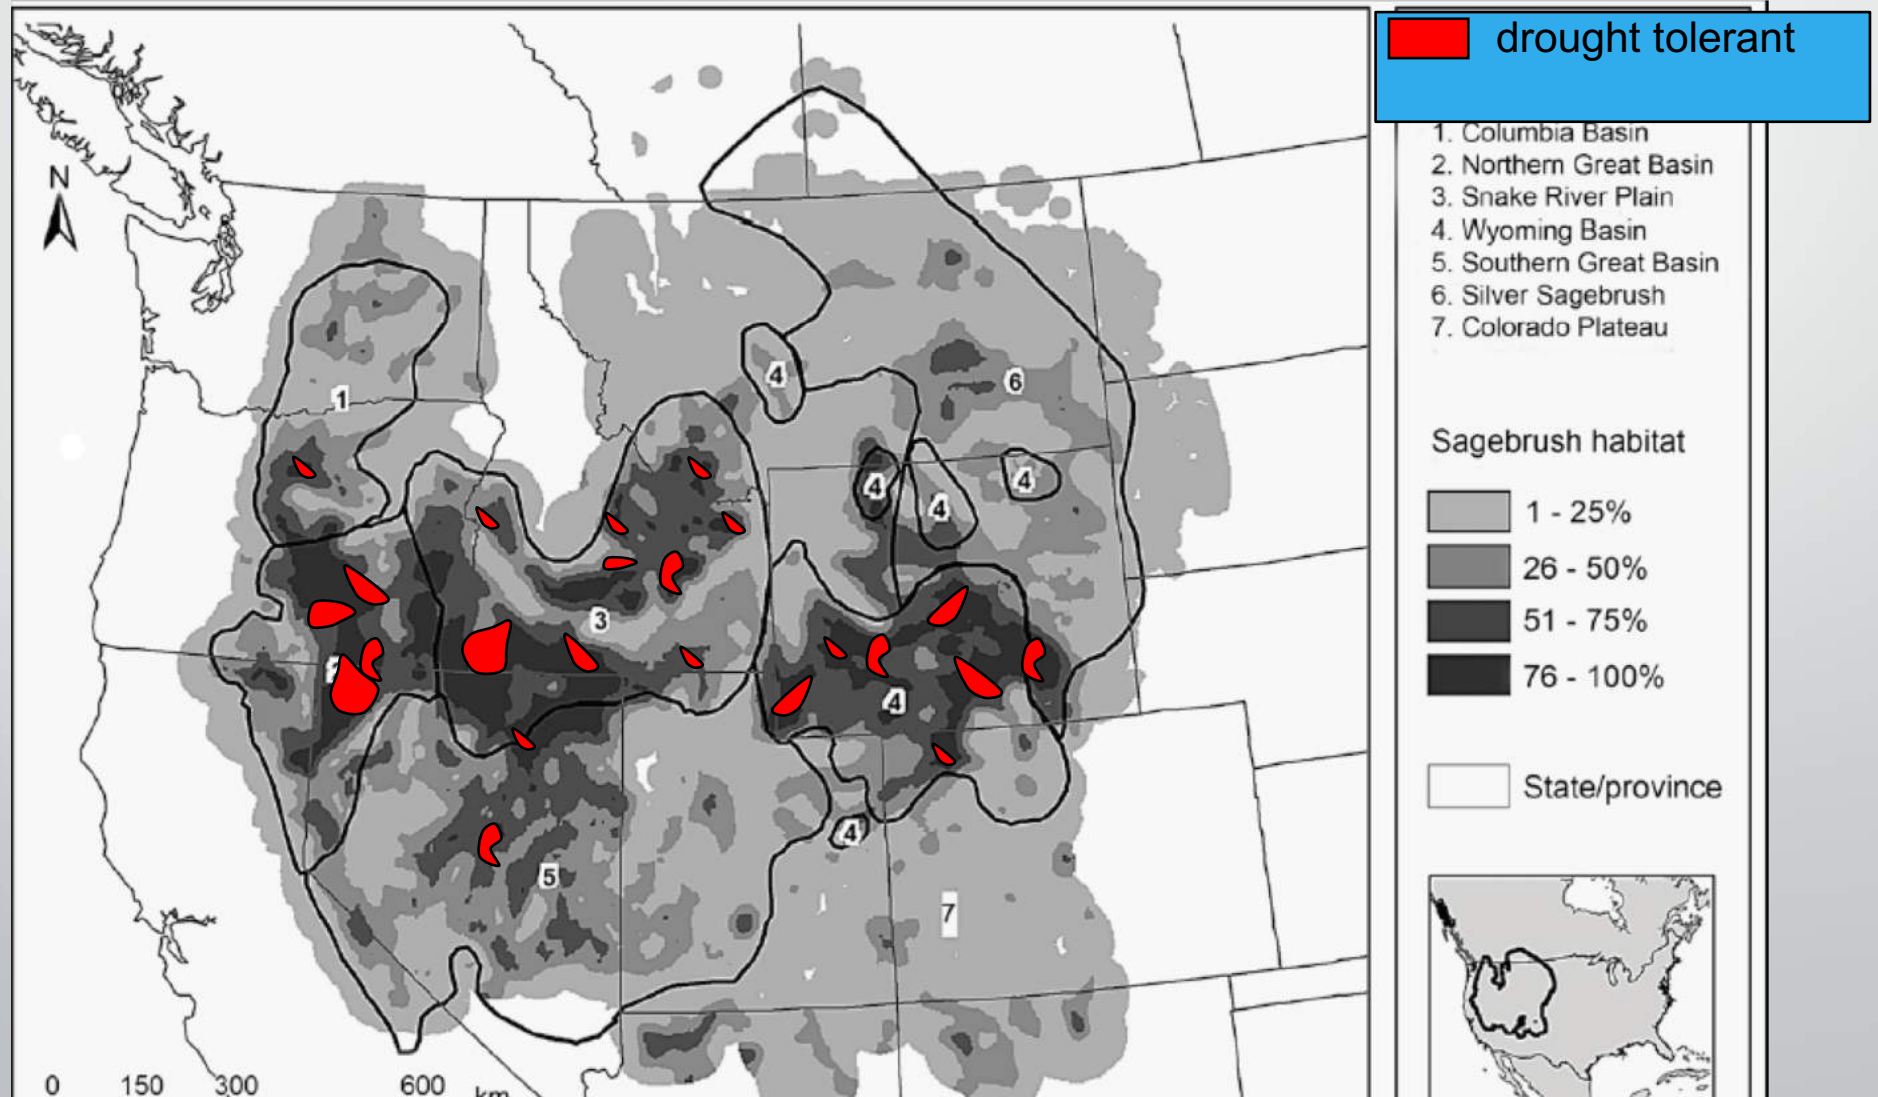 drought tolerant
1. Columbia Basin
2. Northern Great Basin
3. Snake River Plain
4. Wyoming Basin
5. Southern Great Basin
6. Silver Sagebrush
7. Colorado Plateau
Sagebrush habitat
1 - 25%
26 - 50%
51 - 75%
76 - 100%
State/province
N
4
6
1
4
4
4
3
4
4
5
7
0 150 300 600 km